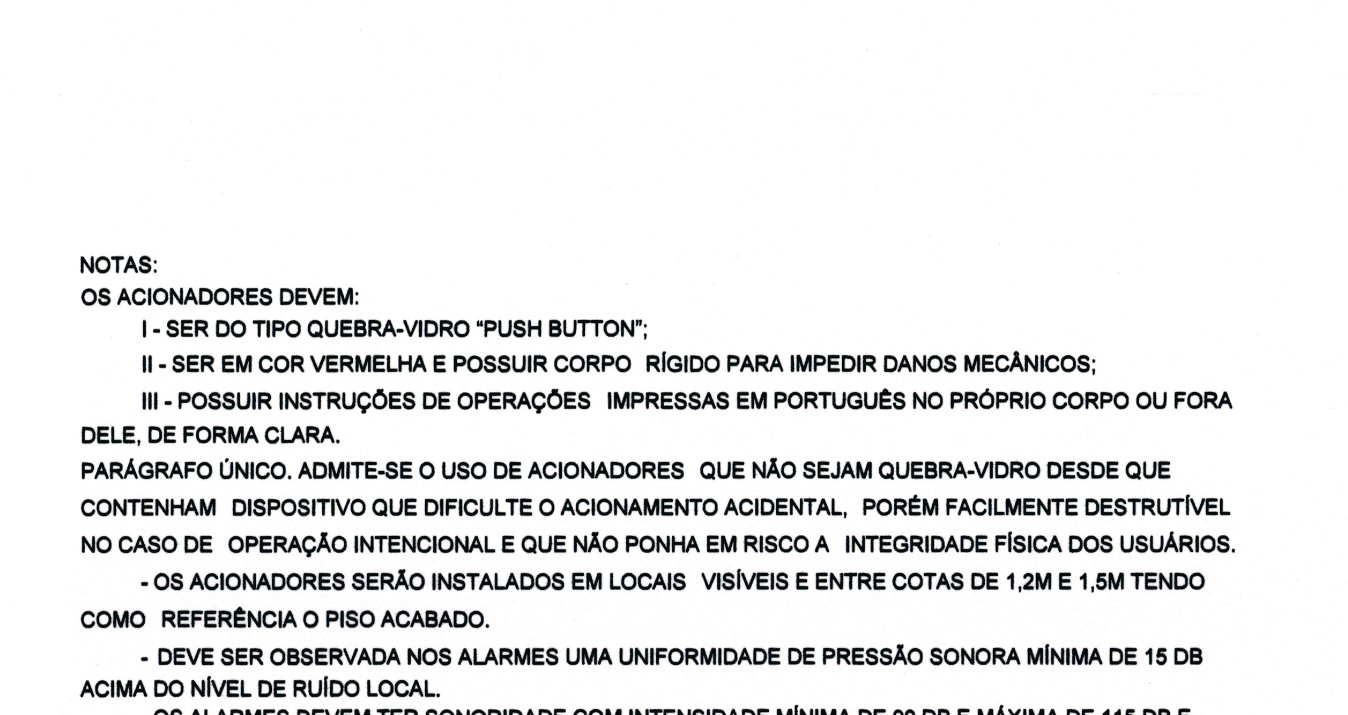 NOTAS:
OS ACIONADORES DEVEM:
I - SER DO TIPO QUEBRA-VIDRO “PUSH BUTTON”;
II - SER EM COR VERMELHA E POSSUIR CORPO RÍGIDO PARA IMPEDIR DANOS MECÂNICOS;
III - POSSUIR INSTRUÇÕES DE OPERAÇÕES IMPRESSAS EM PORTUGUÊS NO PRÓPRIO CORPO OU FORA
DELE, DE FORMA CLARA.
PARÁGRAFO ÚNICO. ADMITE-SE O USO DE ACIONADORES QUE NÃO SEJAM QUEBRA-VIDRO DESDE QUE
CONTENHAM DISPOSITIVO QUE DIFICULTE O ACIONAMENTO ACIDENTAL, PORÉM FACILMENTE DESTRUTÍVEL
NO CASO DE OPERAÇÃO INTENCIONAL E QUE NÃO PONHA EM RISCO A INTEGRIDADE FÍSICA DOS USUÁRIOS.
- OS ACIONADORES SERÃO INSTALADOS EM LOCAIS VISÍVEIS E ENTRE COTAS DE 1,2M E 1,5M TENDO
COMO REFERÊNCIA O PISO ACABADO.
- DEVE SER OBSERVADA NOS ALARMES UMA UNIFORMIDADE DE PRESSÃO SONORA MÍNIMA DE 15 DB
ACIMA DO NÍVEL DE RUÍDO LOCAL.
OS ALARMES DEVEM TER SONORIDADE COM INTENSIDADE MÍNIMA DE DB E MÁXIMA DE 115 DB E